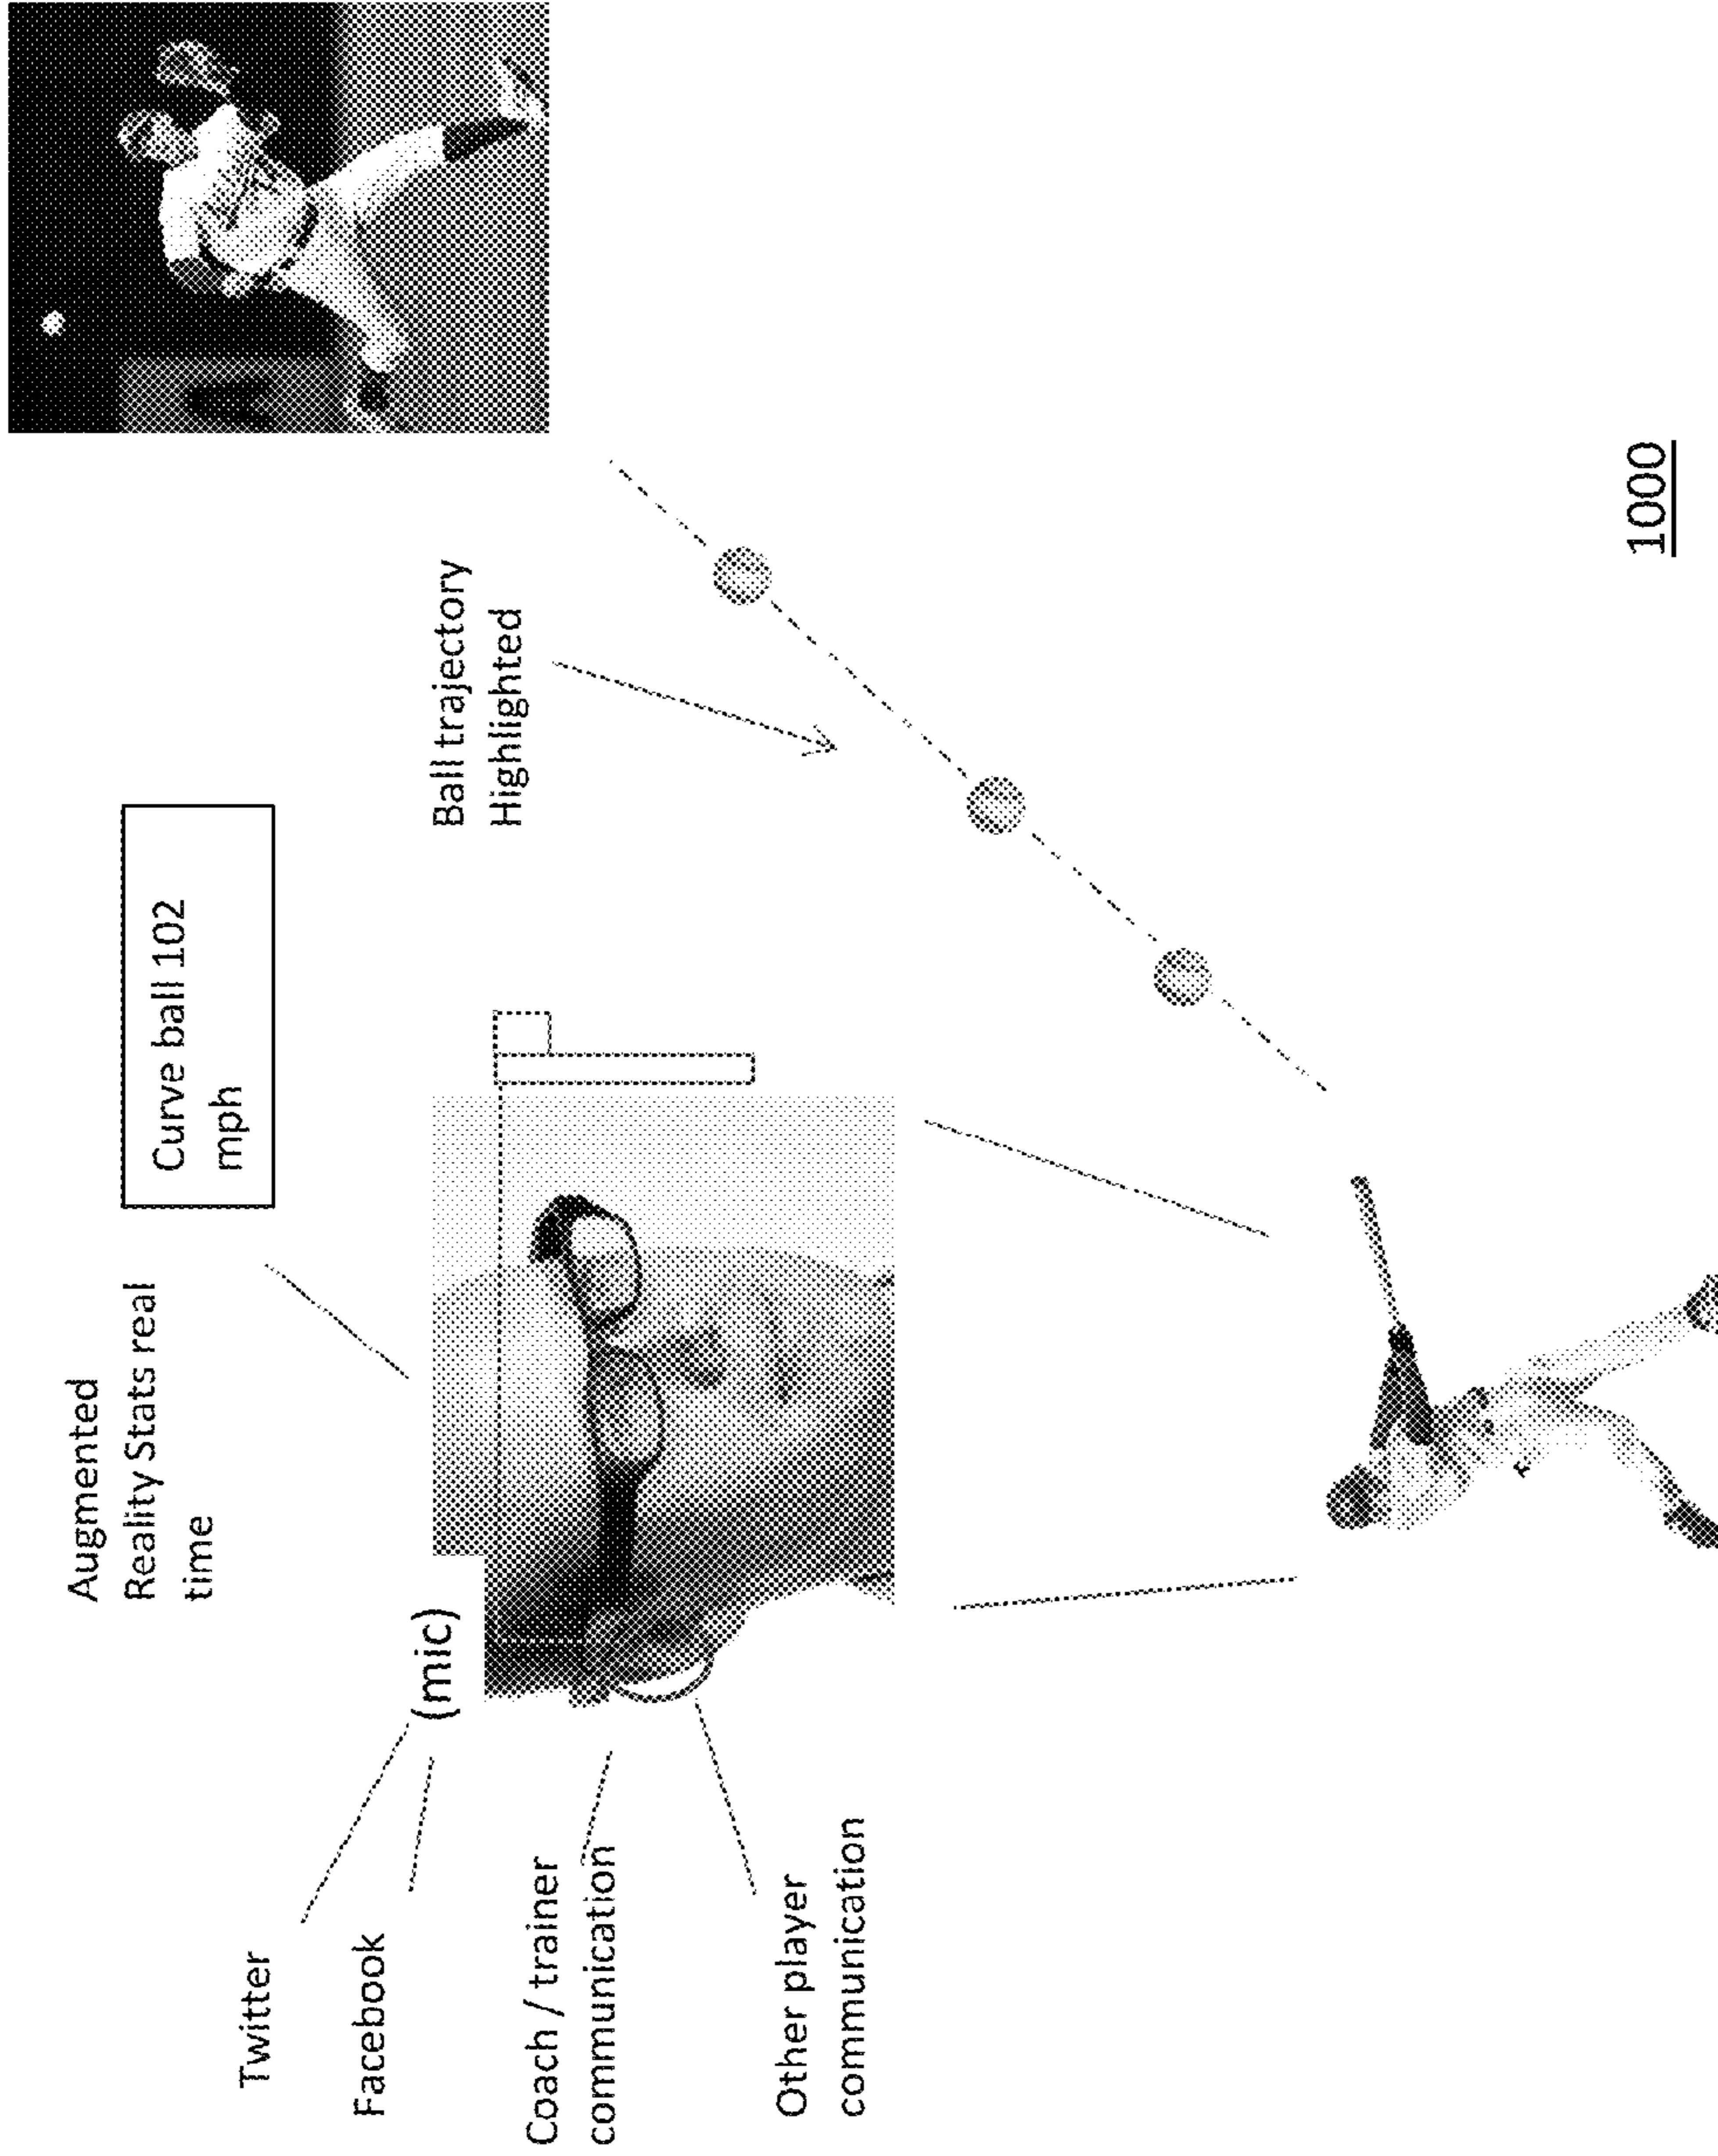 Augmented
Reality Stats real
time
Curve ball 102
mph
Twitter
Facebook
(mic)
Coach / trainer
communication
Other player
communication
Ball trajectory
Highlighted
1000